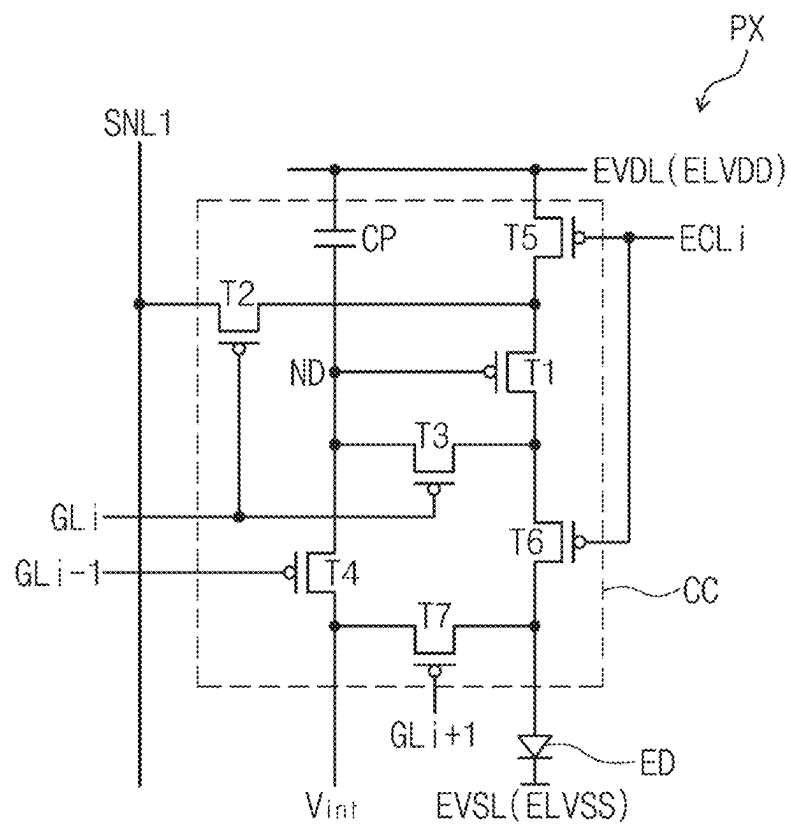 PX
SNL1
EVDL(ELVDD)
CP
T5
ECLi
T2
ND
T1
T3
GLi
T6
GLi-1
T4
CC
T7
GLi+1
ED
Vint
EVSL(ELVSS)